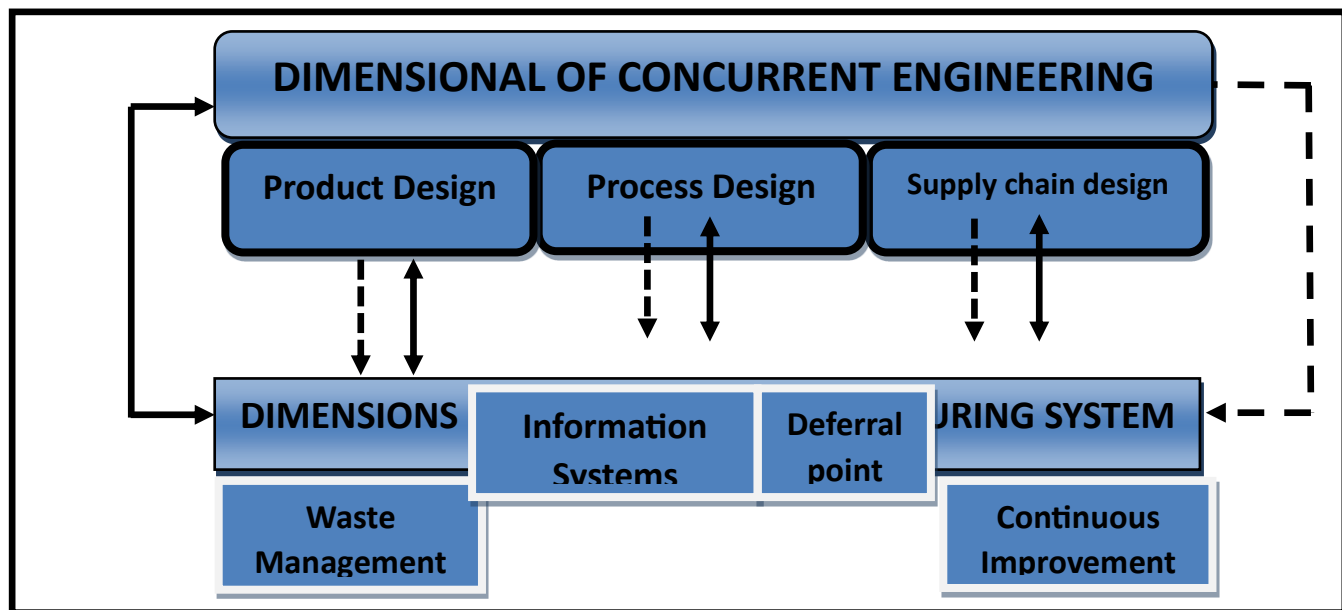 DIMENSIONAL OF CONCURRENT ENGINEERING
Product Design
Process Design
Supply chain design
DIMENSIONS
URING SYSTEM
Information
Systems
Deferral
point
Waste
Management
Continuous
Improvement